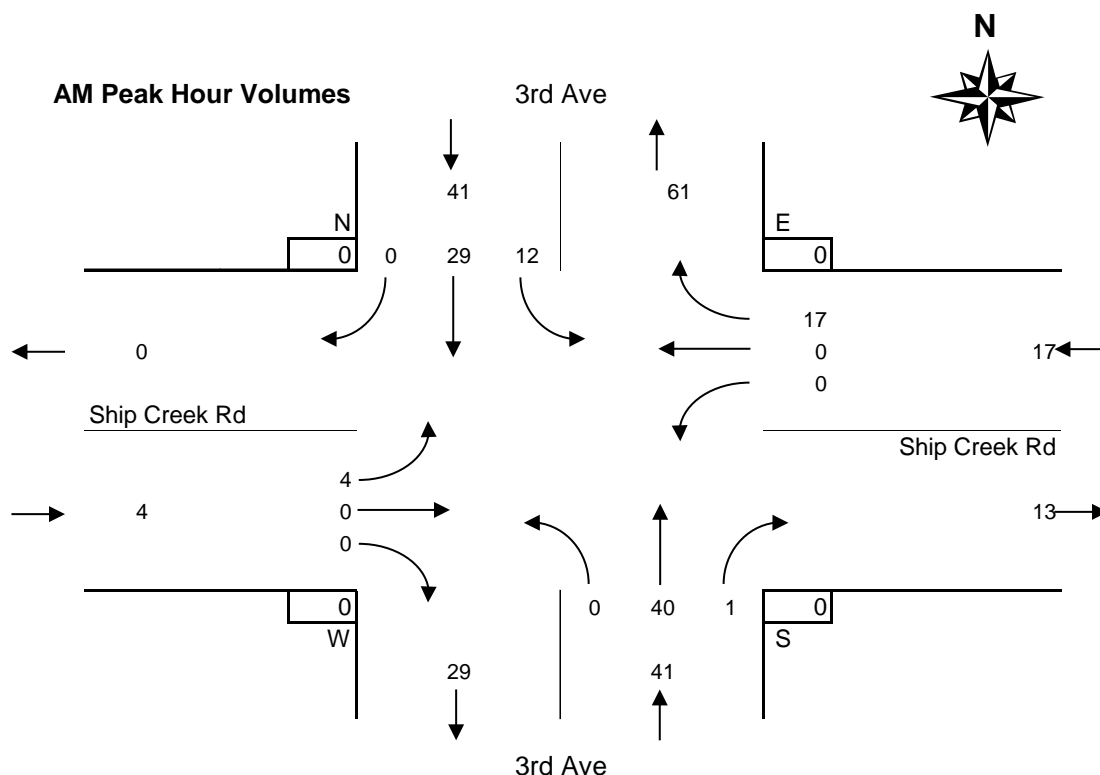 N
AM Peak Hour Volumes 3rd Ave
41 61
N E
0 0 29 12 0
17
0 0 17
0
Ship Creek Rd
Ship Creek Rd
4
4 0 13
0
0 0 40 1 0
W S
29 41
3rd Ave